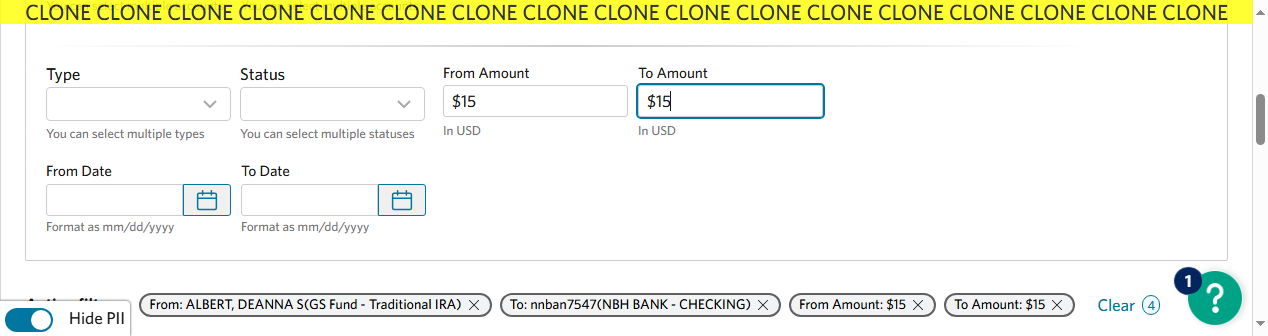 CLONE CLONE CLONE CLONE CLONE CLONE CLONE CLONE CLONE CLONE CLONE CLONE CLONE CLONE CLONE CLONE CLONE
Type Status From Amount To Amount
$15 $15
You can select multiple types You can select multiple statuses In USD In USD
From Date To Date
Format as mm/dd/yyyy Format as mm/dd/yyyy
From: ALBERT, DEANNA S(GS Fund - Traditional IRA) To: nnban7547(NBH BANK - CHECKING) From Amount: $15 To Amount: $15 Clear 4
Hide PII
1
?